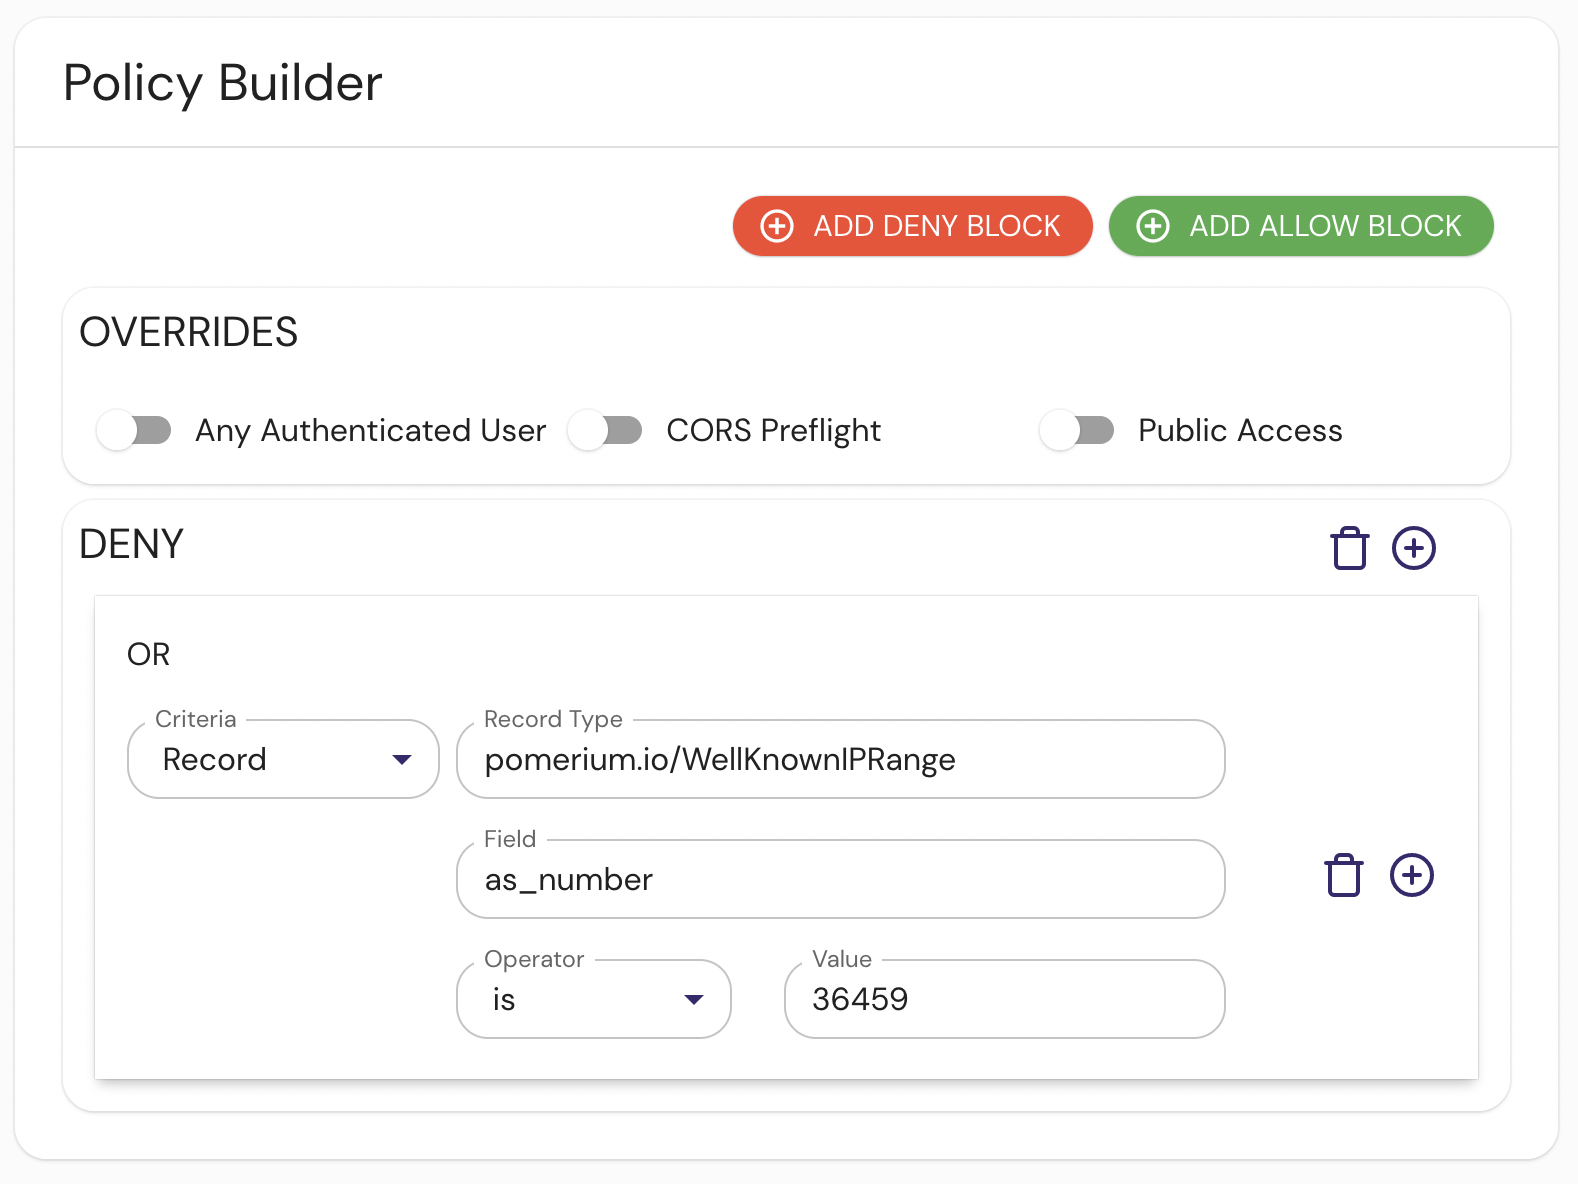 Policy Builder
ADD DENY BLOCK
ADD ALLOW BLOCK
OVERRIDES
Any Authenticated User
CORS Preflight
Public Access
DENY
OR
Criteria
Record
Record Type
pomerium.io/WellKnownIPRange
Field
as_number
Operator
is
Value
36459